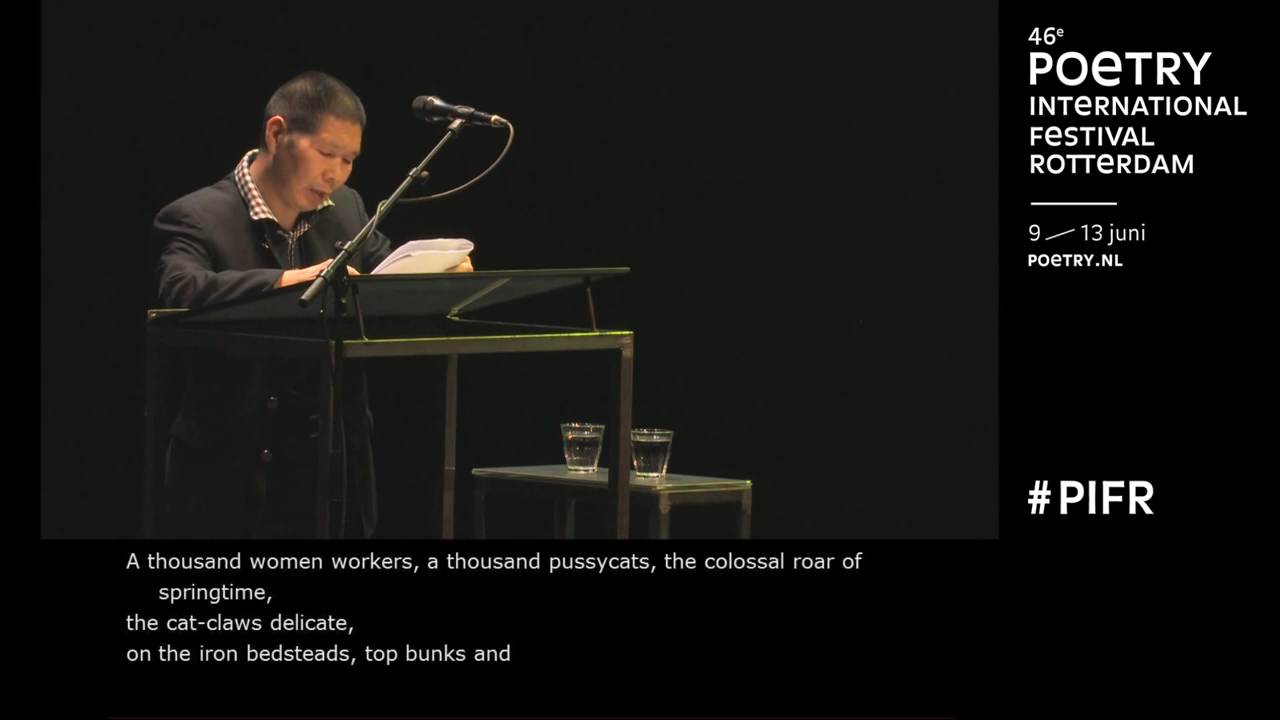 46e
POeTRY
INTeRNATIONAL
FeSTIVAL
ROTTeRDAM
9 — 13 juni
POeTRY.NL
#PIFR
A thousand women workers, a thousand pussycats, the colossal roar of
springtime,
the cat-claws delicate,
on the iron bedsteads, top bunks and